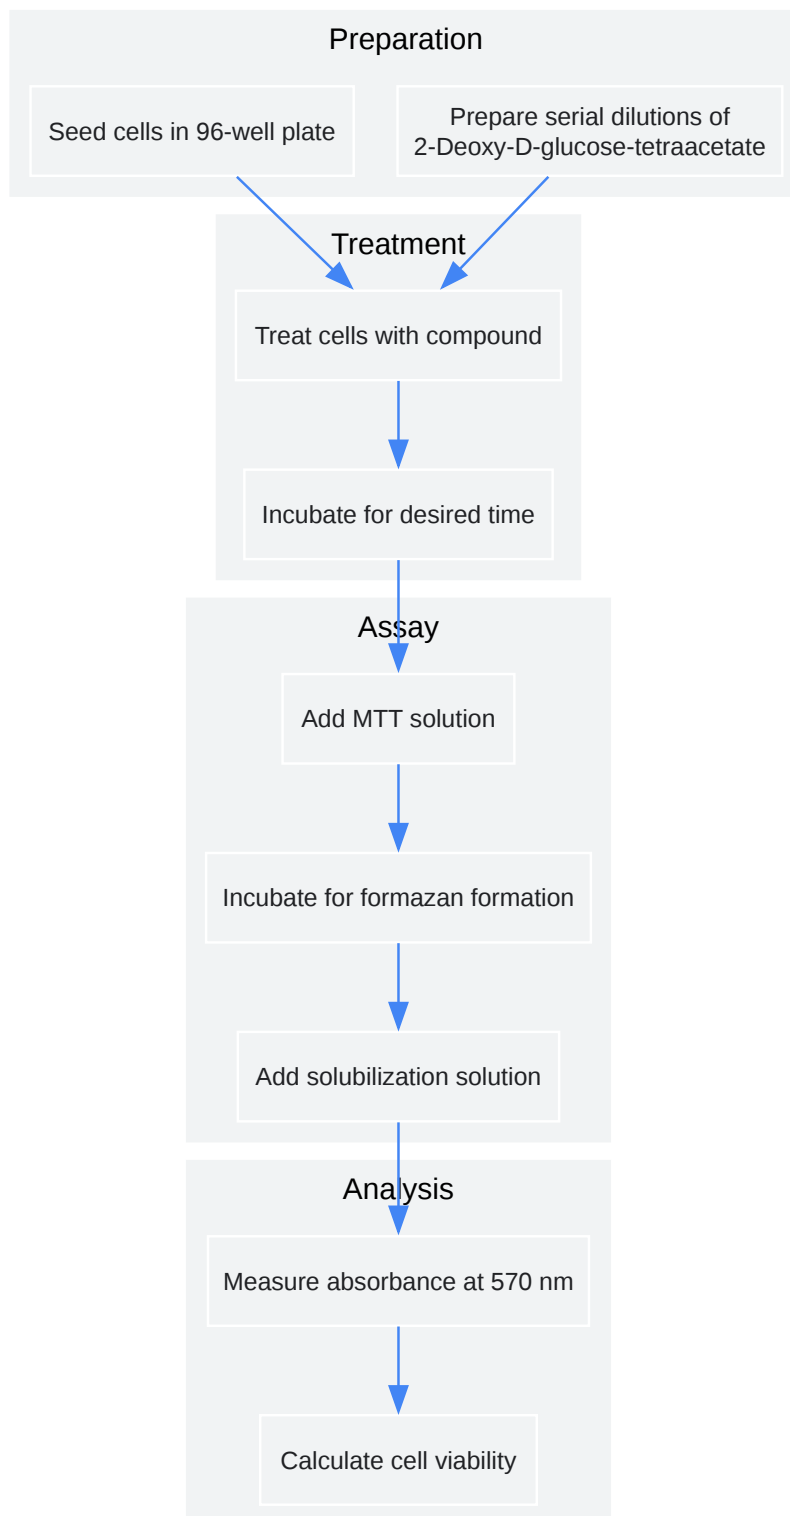 Preparation
Seed cells in 96-well plate
Prepare serial dilutions of
2-Deoxy-D-glucose-tetraacetate
Treatment
Treat cells with compound
Incubate for desired time
Assay
Add MTT solution
Incubate for formazan formation
Add solubilization solution
Analysis
Measure absorbance at 570 nm
Calculate cell viability